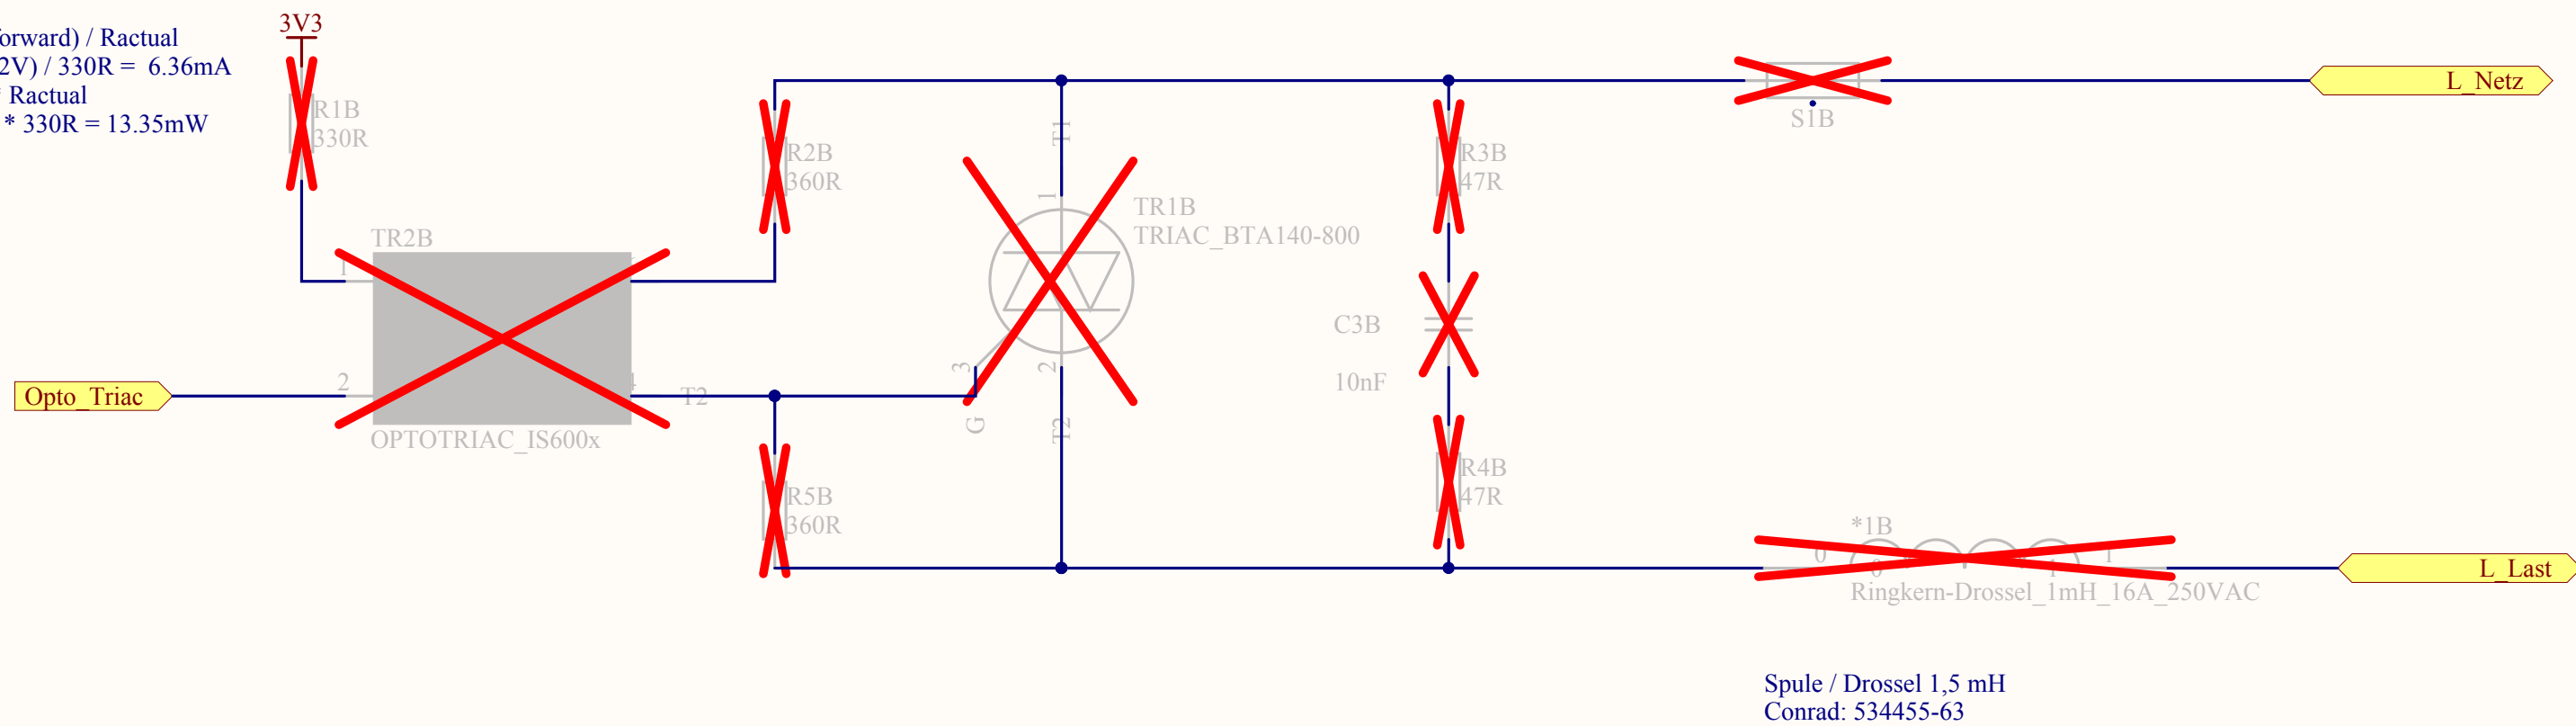 orward) / Ractual
2V) / 330R =  6.36mA
* Ractual
* 330R = 13.35mW
3V3
R1B
330R
R2B
360R
T1
1
TR1B
TRIAC_BTA140-800
R3B
47R
S1B
L_Netz
TR2B
1
2
4
T2
OPTOTRIAC_IS600x
Opto_Triac
3
G
2
T2
C3B
10nF
R5B
360R
R4B
47R
*1B
0
0
1
1
Ringkern-Drossel_1mH_16A_250VAC
L_Last
Spule / Drossel 1,5 mH
Conrad: 534455-63